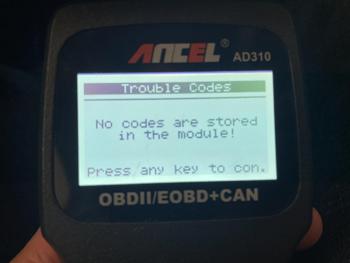 ANCEL®
AD310
Trouble Codes
No codes are stored
in the module!
Press any key to con.
OBDII/EOBD+CAN